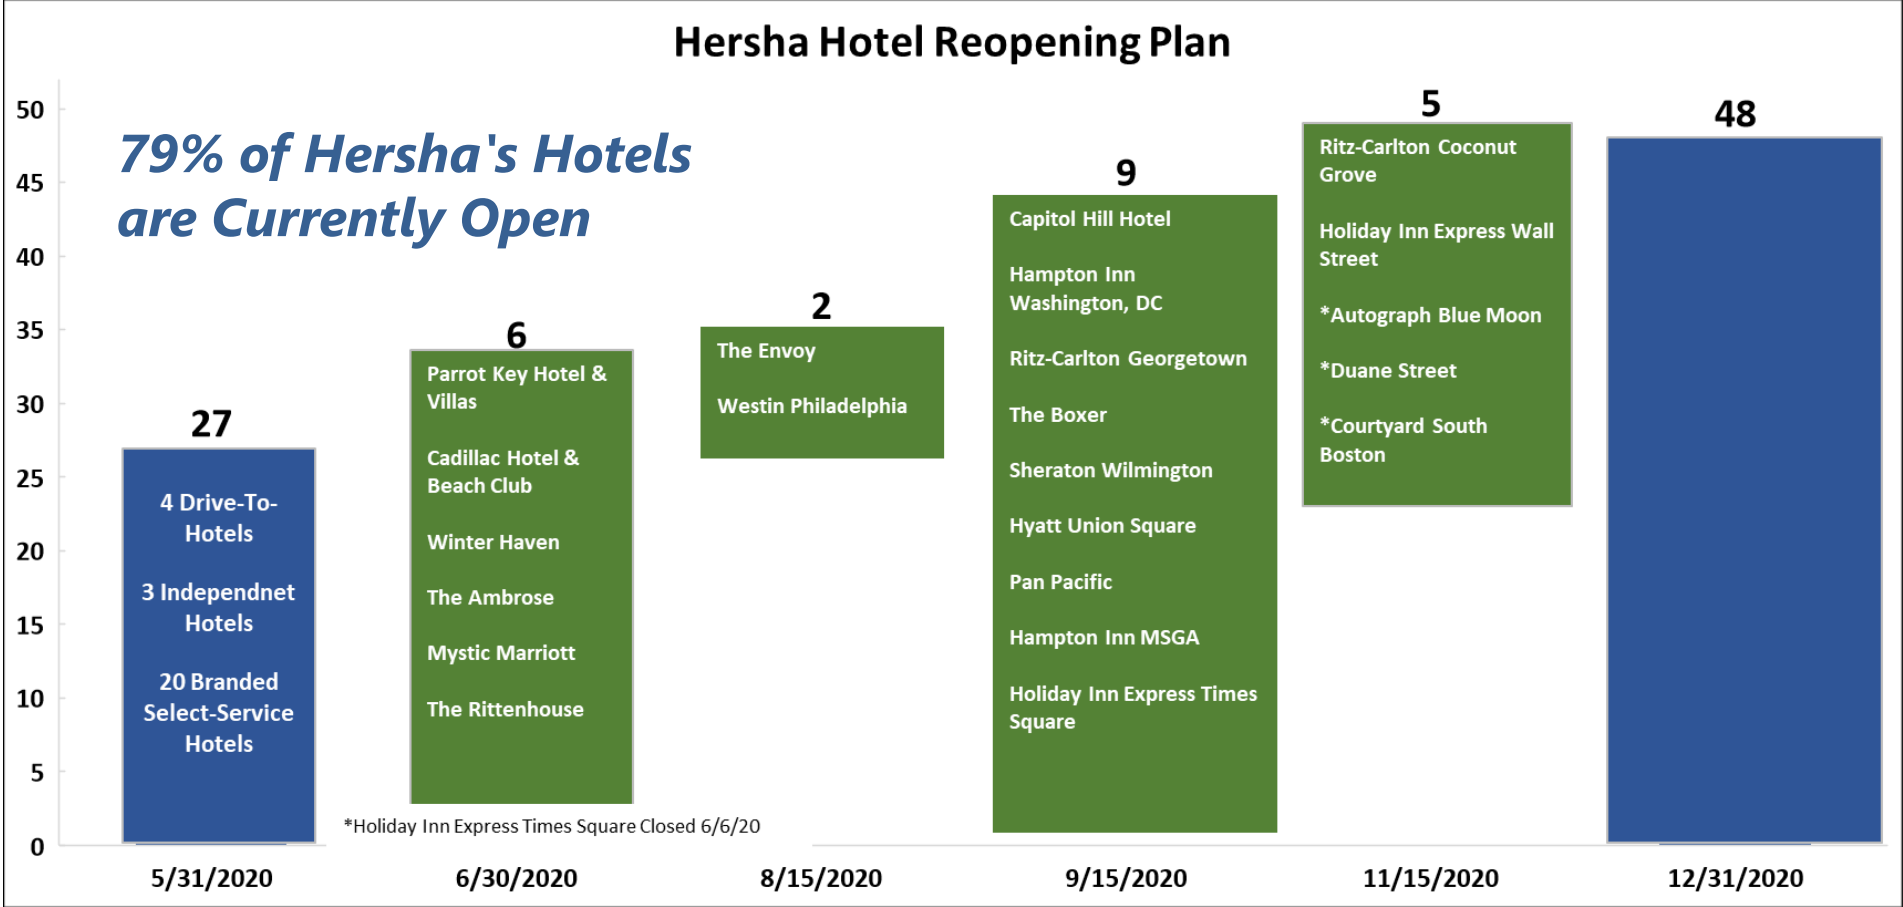 Hersha Hotel Reopening Plan
79% of Hersha's Hotels
are Currently Open
50
45
40
35
30
25
20
15
10
5
0
27
4 Drive-To-
Hotels
3 Independnet
Hotels
20 Branded
Select-Service
Hotels
6
Parrot Key Hotel &
Villas
Cadillac Hotel &
Beach Club
Winter Haven
The Ambrose
Mystic Marriott
The Rittenhouse
*Holiday Inn Express Times Square Closed 6/6/20
2
The Envoy
Westin Philadelphia
9
Capitol Hill Hotel
Hampton Inn
Washington, DC
Ritz-Carlton Georgetown
The Boxer
Sheraton Wilmington
Hyatt Union Square
Pan Pacific
Hampton Inn MSGA
Holiday Inn Express Times
Square
5
Ritz-Carlton Coconut
Grove
Holiday Inn Express Wall
Street
*Autograph Blue Moon
*Duane Street
*Courtyard South
Boston
48
5/31/2020
6/30/2020
8/15/2020
9/15/2020
11/15/2020
12/31/2020